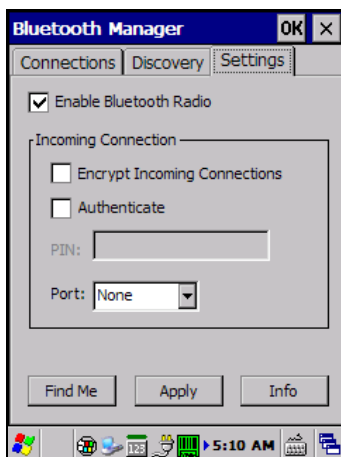 Bluetooth Manager OK ×
Connections Discovery Settings
Enable Bluetooth Radio
Incoming Connection
Encrypt Incoming Connections
Authenticate
PIN:
Port: None
Find Me Apply Info
5:10 AM